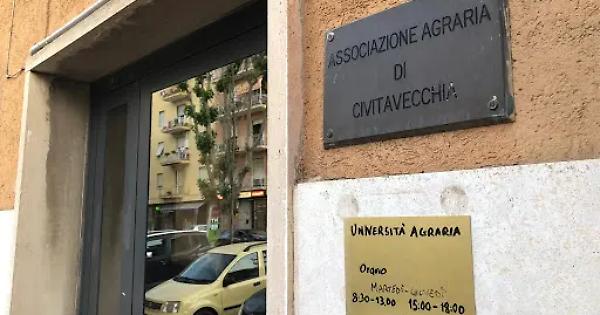 ASSOCIAZIONE AGRARIA
DI
CIVITAVECCHIA
UNIVERSITÀ AGRARIA
Orario
MARTEDÌ-GIOVEDÌ
8:30-13.00 15:00-18:00